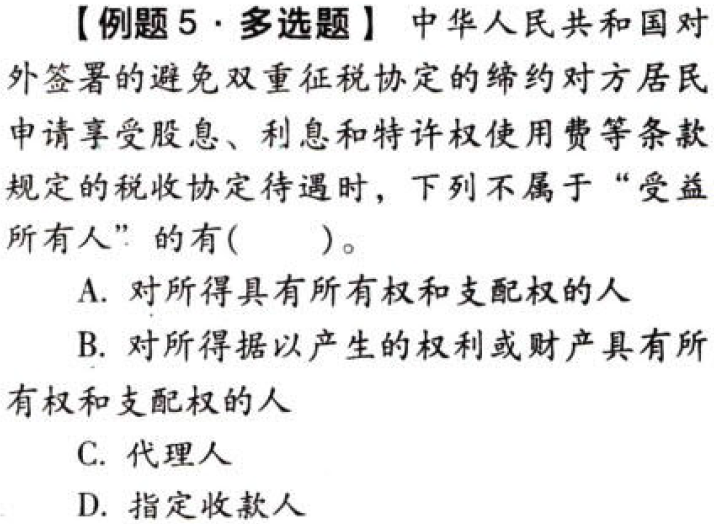 【例题5·多选题】 中华人民共和国对
外签署的避免双重征税协定的缔约对方居民
申请享受股息、利息和特许权使用费等条款
规定的税收协定待遇时，下列不属于“受益
所有人”的有(　　)。
A. 对所得具有所有权和支配权的人
B. 对所得据以产生的权利或财产具有所
有权和支配权的人
C. 代理人
D. 指定收款人